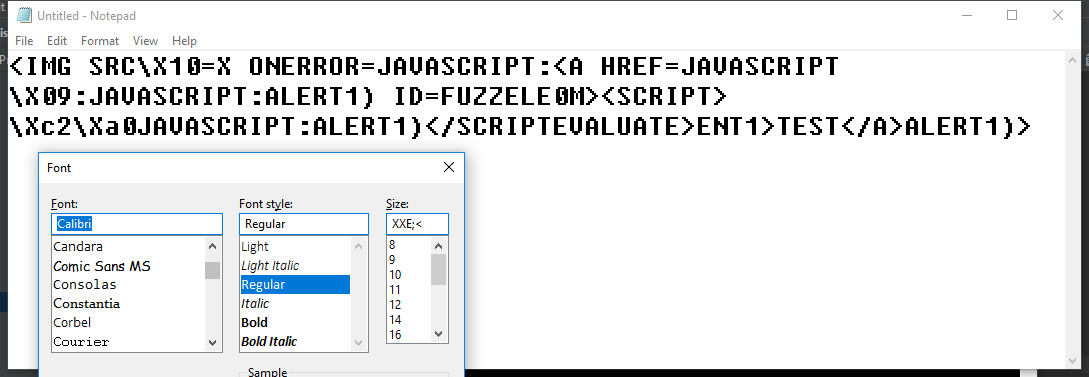 Untitled - Notepad
File Edit Format View Help
<IMG SRC\X10=X ONERROR=JAVASCRIPT:<A HREF=JAVASCRIPT
\X09:JAVASCRIPT:ALERT1) ID=FUZZELE0M><SCRIPT>
\Xc2\Xa0JAVASCRIPT:ALERT1)</SCRIPTEVALUATE>ENT1>TEST</A>ALERT1)>
Font
Font: Font style: Size:
Calibri Regular XXE;<
Candara Light 8
Comic Sans MS Light Italic 9
Consolas Regular 10
Constantia Italic 11
Corbel Bold 12
Courier Bold Italic 14
16
Sample